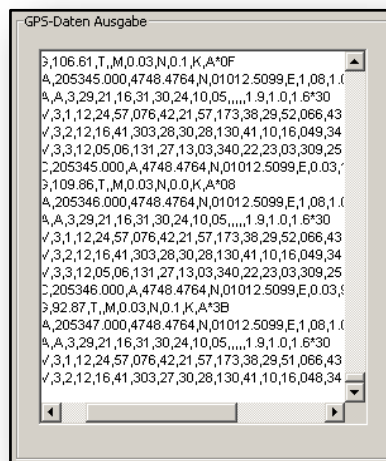 GPS-Daten Ausgabe
G,106.61,T,,M,0.03,N,0.1,K,A*0F
A,205345.000,4748.4764,N,01012.5099,E,1,08,1.0
A,A,3,29,21,16,31,30,24,10,05,,,,,1.9,1.0,1.6*30
V,3,1,12,24,57,076,42,21,57,173,38,29,52,066,43
V,3,2,12,16,41,303,28,30,28,130,41,10,16,049,34
V,3,3,12,05,06,131,27,13,03,340,22,23,03,309,25
C,205345.000,A,4748.4764,N,01012.5099,E,0.03,1
G,109.86,T,,M,0.03,N,0.0,K,A*08
A,205346.000,4748.4764,N,01012.5099,E,1,08,1.0
A,A,3,29,21,16,31,30,24,10,05,,,,,1.9,1.0,1.6*30
V,3,1,12,24,57,076,42,21,57,173,38,29,52,066,43
V,3,2,12,16,41,303,28,30,28,130,41,10,16,049,34
V,3,3,12,05,06,131,27,13,03,340,22,23,03,309,25
C,205346.000,A,4748.4764,N,01012.5099,E,0.03,9
G,92.87,T,,M,0.03,N,0.1,K,A*3B
A,205347.000,4748.4764,N,01012.5099,E,1,08,1.0
A,A,3,29,21,16,31,30,24,10,05,,,,,1.9,1.0,1.6*30
V,3,1,12,24,57,076,42,21,57,173,38,29,51,066,43
V,3,2,12,16,41,303,27,30,28,130,41,10,16,048,34